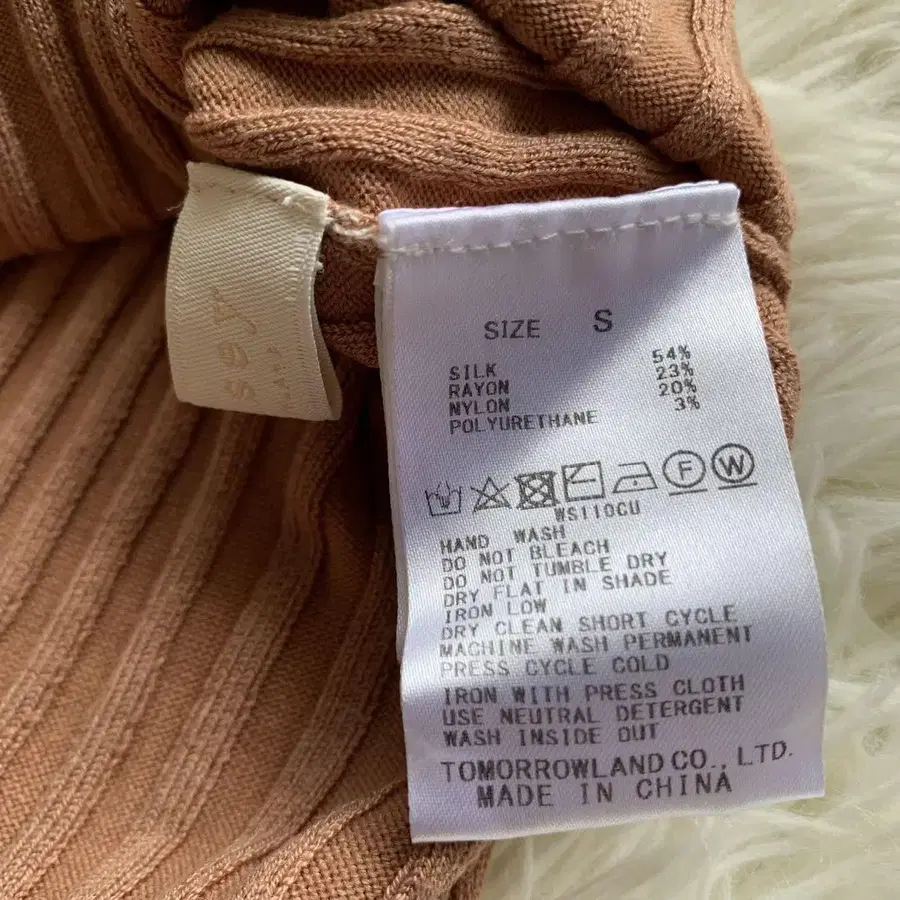 SIZE S
SILK 54%
RAYON 23%
NYLON 20%
POLYURETHANE 3%
F W
WS110CU
HAND WASH
DO NOT BLEACH
DO NOT TUMBLE DRY
DRY FLAT IN SHADE
IRON LOW
DRY CLEAN SHORT CYCLE
MACHINE WASH PERMANENT
PRESS CYCLE COLD
IRON WITH PRESS CLOTH
USE NEUTRAL DETERGENT
WASH INSIDE OUT
TOMORROWLAND CO., LTD.
MADE IN CHINA